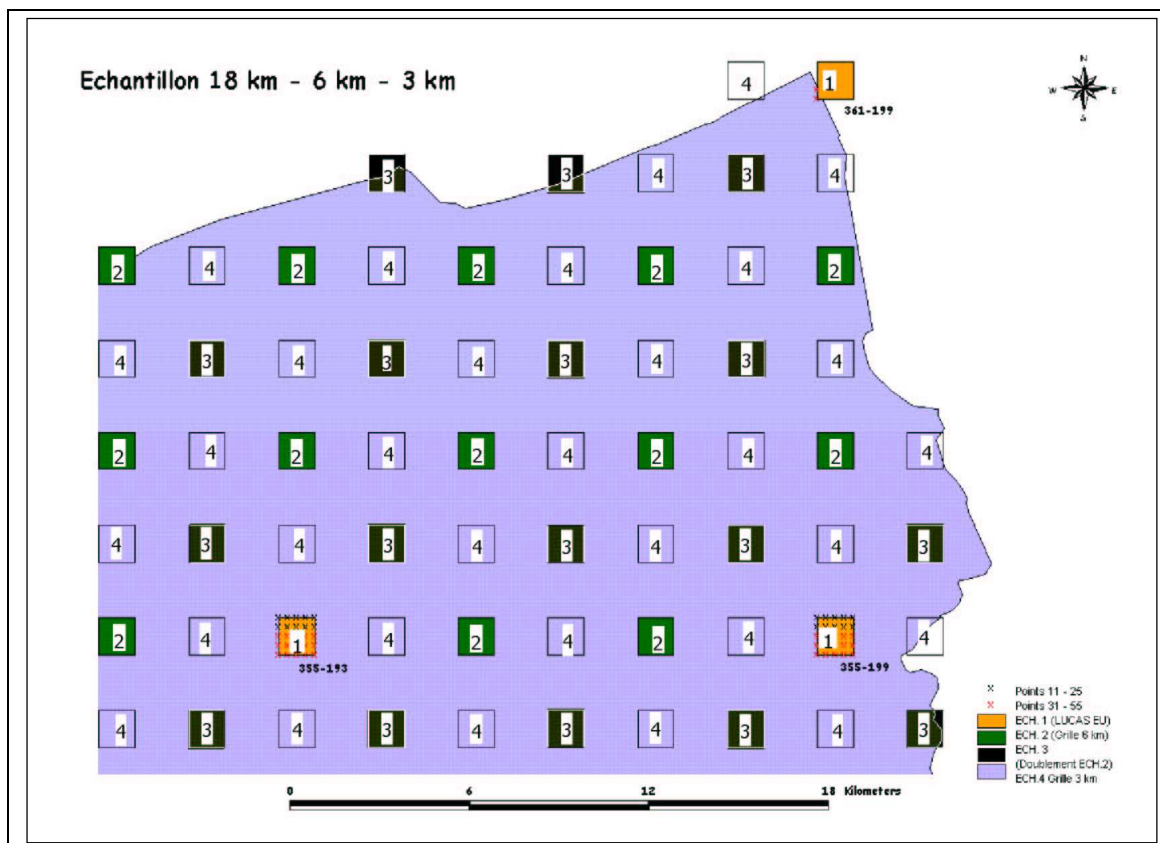 Echantillon 18 km - 6 km - 3 km
N
W E
S
4 1
361-199
3 3 4 3 4
2 4 2 4 2 4 2 4 2
4 3 4 3 4 3 4 3 4
2 4 2 4 2 4 2 4 2 4
4 3 4 3 4 3 4 3 4 3
2 4 1 4 2 4 2 4 1 4
355-193 355-199
4 3 4 3 4 3 4 3 4 3
x Points 11 - 25
x Points 31 - 55
ECH. 1 (LUCAS EU)
ECH. 2 (Grille 6 km)
ECH. 3
(Doublement ECH.2)
ECH.4 Grille 3 km
0 6 12 18 Kilometers